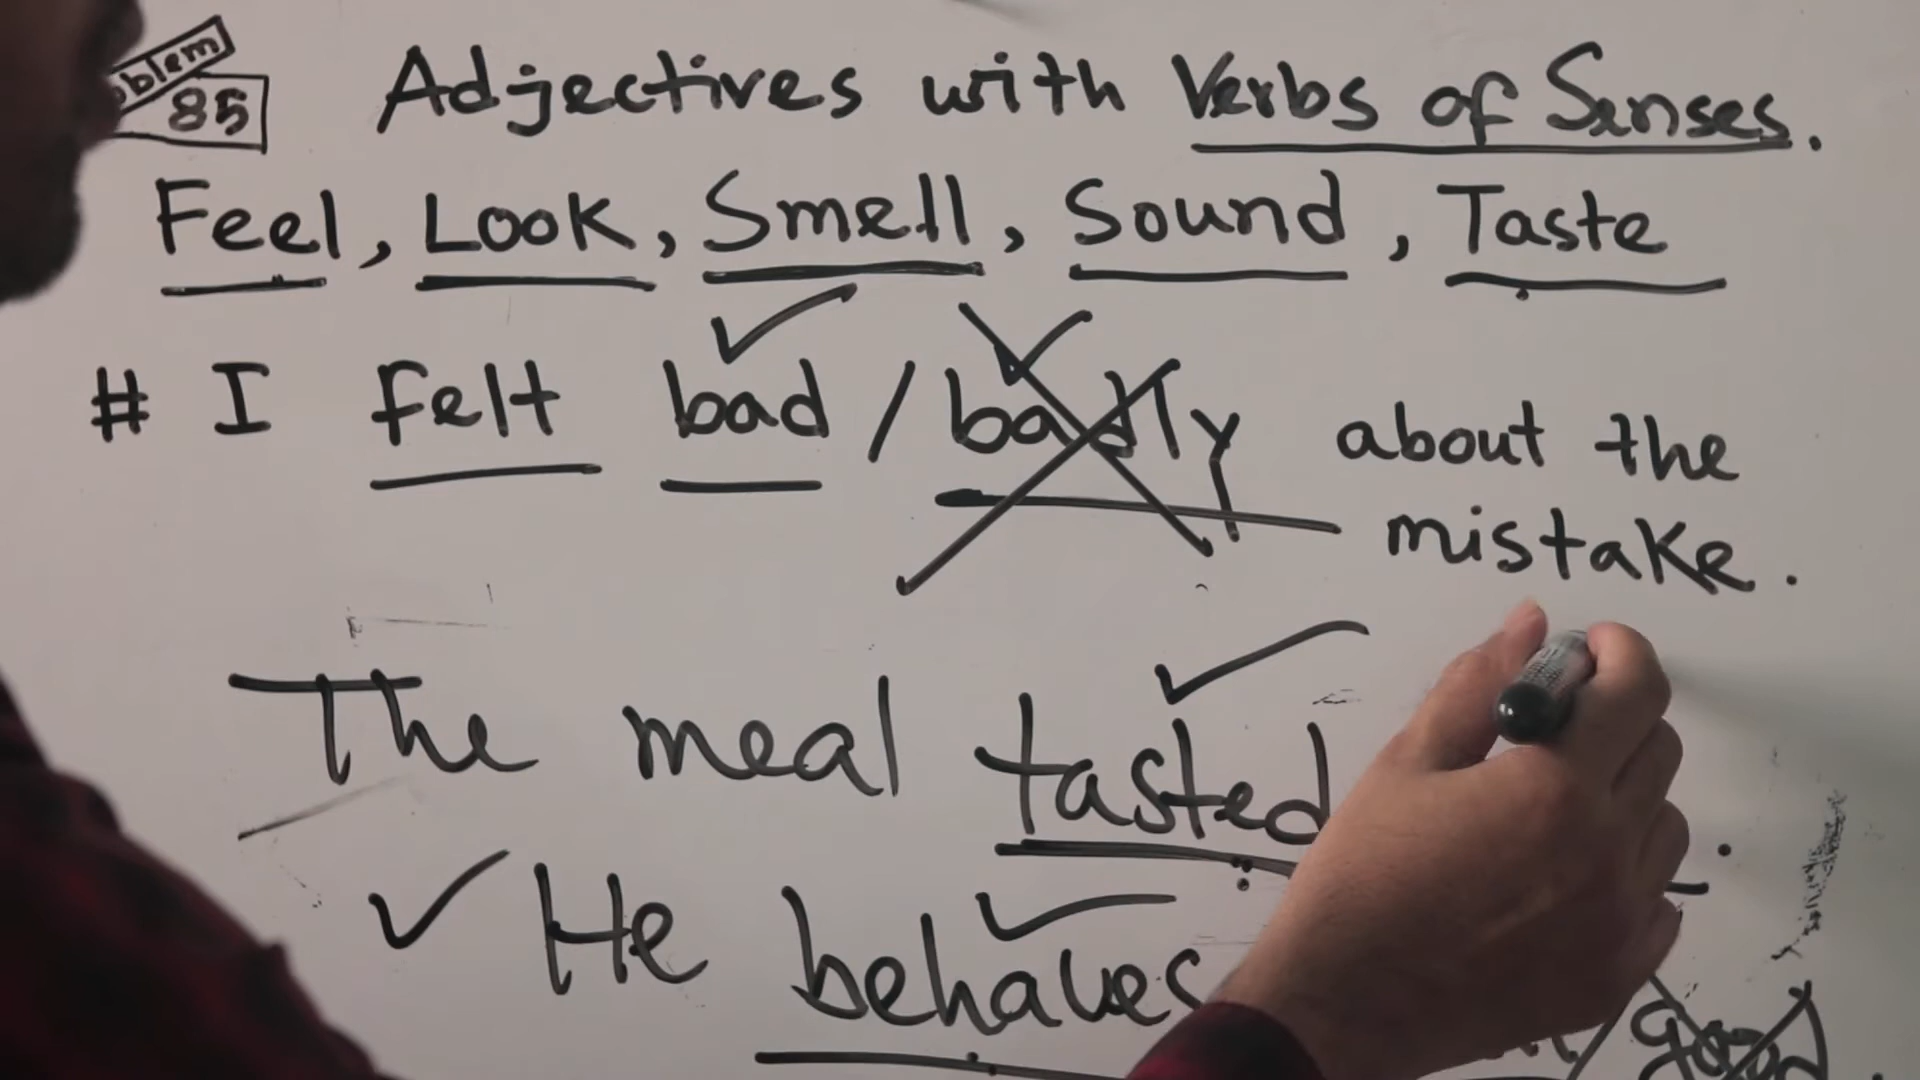 85
Adjectives with Verbs of Senses.
Feel, Look, Smell, Sound, Taste
# I felt bad / badly about the
mistake.
The meal tasted
He behaves
good